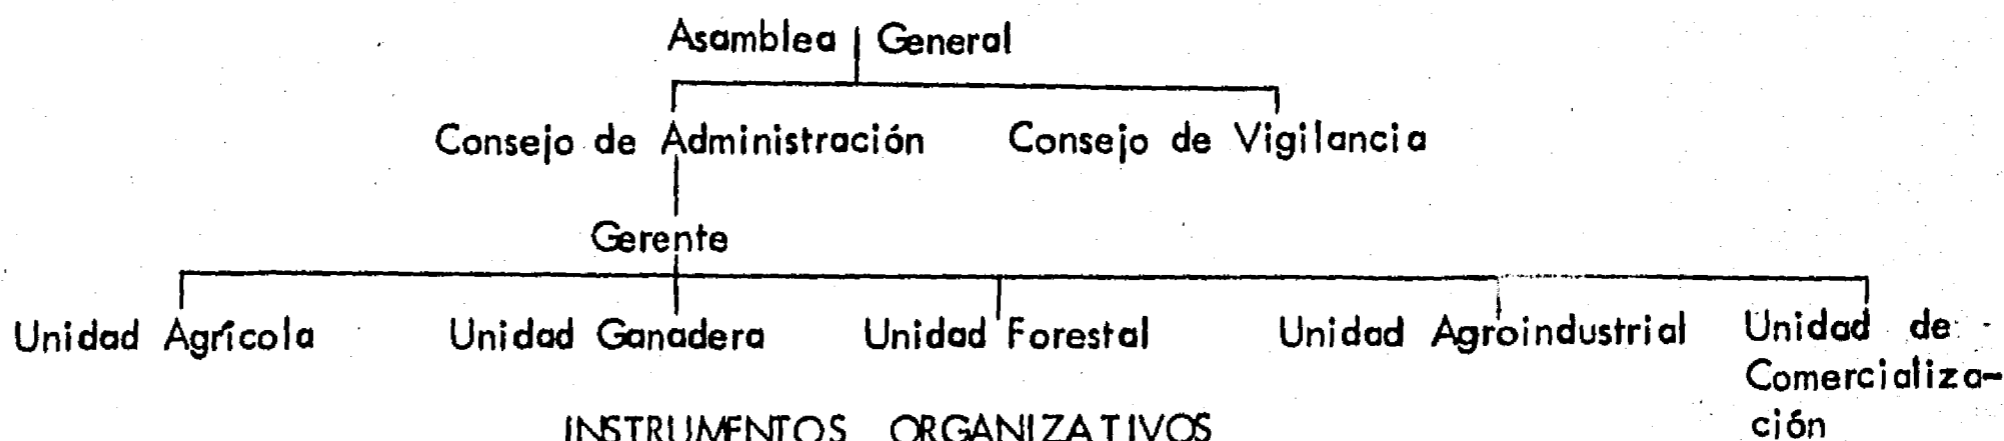 Asamblea General
Consejo de Administración Consejo de Vigilancia
Gerente
Unidad Agrícola Unidad Ganadera Unidad Forestal Unidad Agroindustrial Unidad de
Comercializa-
ción
INSTRUMENTOS ORGANIZATIVOS